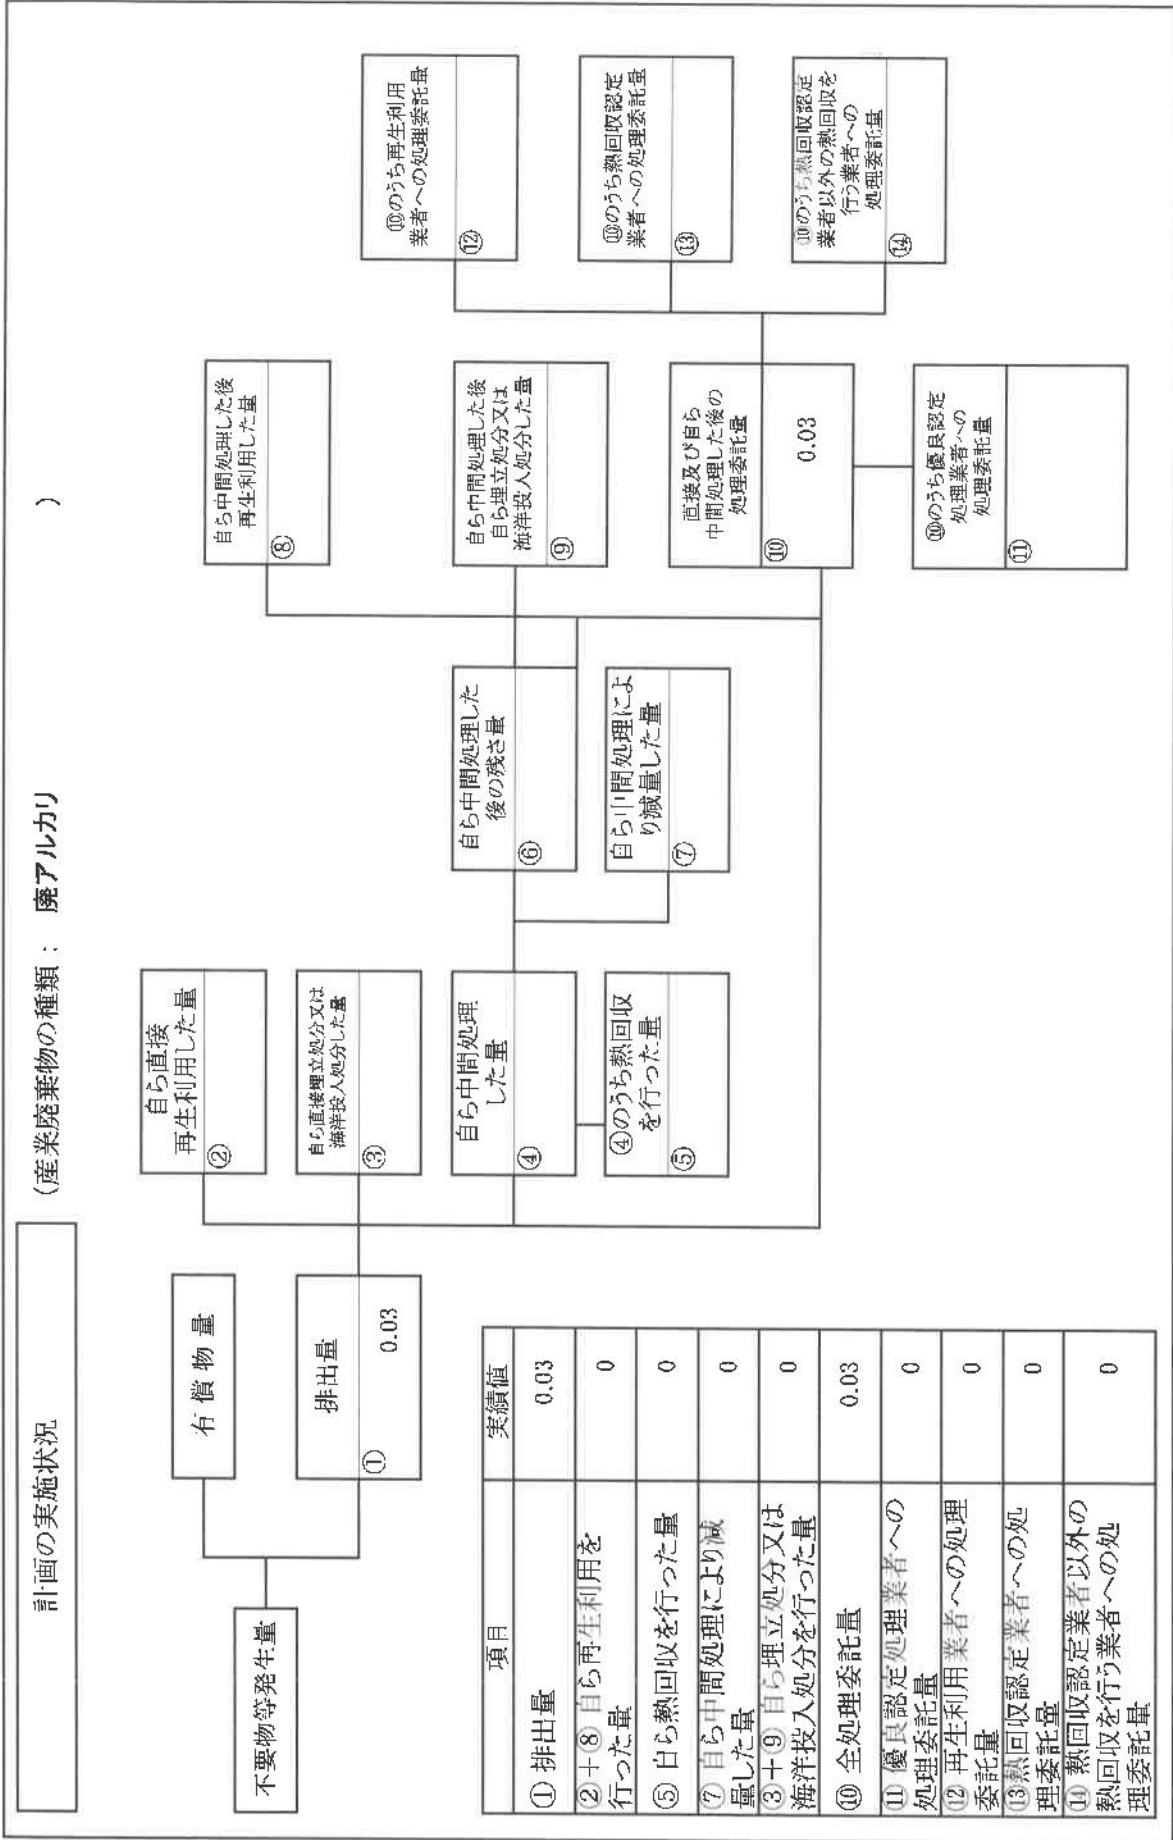 計画の実施状況
(産業廃棄物の種類： 廃アルカリ )
不要物等発生量
有償物量
排出量
① 0.03
自ら直接
再生利用した量
②
自ら直接埋立処分又は
海洋投入処分した量
③
自ら中間処理
した量
④
④のうち熱回収
を行った量
⑤
自ら中間処理した
後の残さ量
⑥
自ら中間処理によ
り減量した量
⑦
自ら中間処理した後
再生利用した量
⑧
自ら中間処理した後
自ら埋立処分又は
海洋投入処分した量
⑨
直接及び自ら
中間処理した後の
処理委託量
⑩ 0.03
⑩のうち優良認定
処理業者への
処理委託量
⑪
⑩のうち再生利用
業者への処理委託量
⑫
⑩のうち熱回収認定
業者への処理委託量
⑬
⑩のうち熱回収認定
業者以外の熱回収を
行う業者への
処理委託量
⑭
項目 実績値
① 排出量 0.03
②＋⑧ 自ら再生利用を
行った量 0
⑤ 自ら熱回収を行った量 0
⑦ 自ら中間処理により減
量した量 0
③＋⑨ 自ら埋立処分又は
海洋投入処分を行った量 0
⑩ 全処理委託量 0.03
⑪ 優良認定処理業者への
処理委託量 0
⑫ 再生利用業者への処理
委託量 0
⑬熱回収認定業者への処
理委託量 0
⑭ 熱回収認定業者以外の
熱回収を行う業者への処
理委託量 0